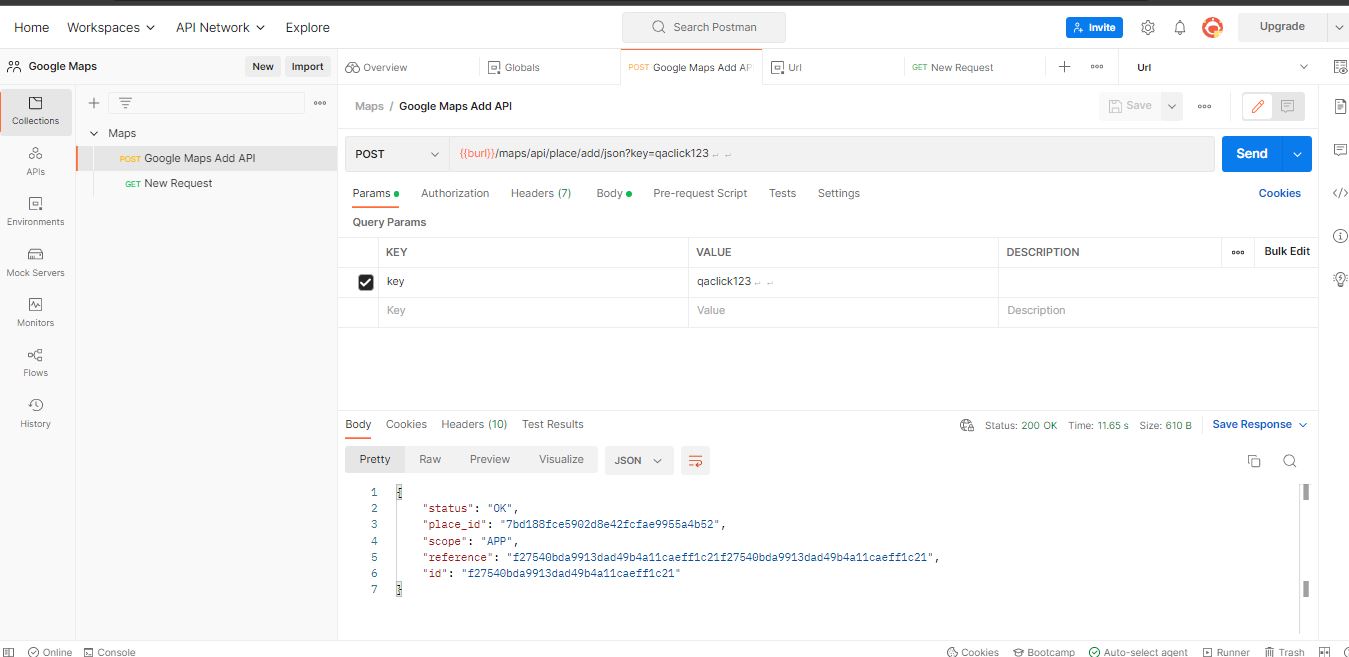 Home Workspaces API Network Explore Search Postman Invite Upgrade
Google Maps New Import Overview Globals POST Google Maps Add AP Url GET New Request Url
Collections
APIs
Environments
Mock Servers
Monitors
Flows
History
Maps
POST Google Maps Add API
GET New Request
Maps / Google Maps Add API Save
POST {{burl}}/maps/api/place/add/json?key=qaclick123 Send
Params Authorization Headers (7) Body Pre-request Script Tests Settings Cookies
Query Params
KEY VALUE DESCRIPTION Bulk Edit
key qaclick123
Key Value Description
Body Cookies Headers (10) Test Results Status: 200 OK Time: 11.65 s Size: 610 B Save Response
Pretty Raw Preview Visualize JSON
1 {
2 "status": "OK",
3 "place_id": "7bd188fce5902d8e42fcfae9955a4b52",
4 "scope": "APP",
5 "reference": "f27540bda9913dad49b4a11caeff1c21f27540bda9913dad49b4a11caeff1c21",
6 "id": "f27540bda9913dad49b4a11caeff1c21"
7 }
Online Console Cookies Bootcamp Auto-select agent Runner Trash